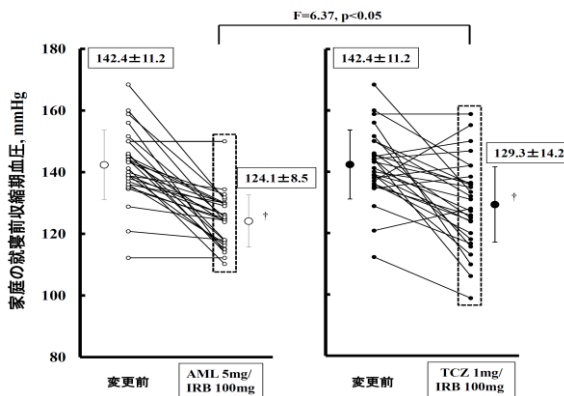 F=6.37, p<0.05
家庭の就寝前収縮期血圧, mmHg
180
160
140
120
100
80
142.4±11.2
124.1±8.5
†
変更前
AML 5mg/
IRB 100mg
142.4±11.2
129.3±14.2
†
変更前
TCZ 1mg/
IRB 100mg